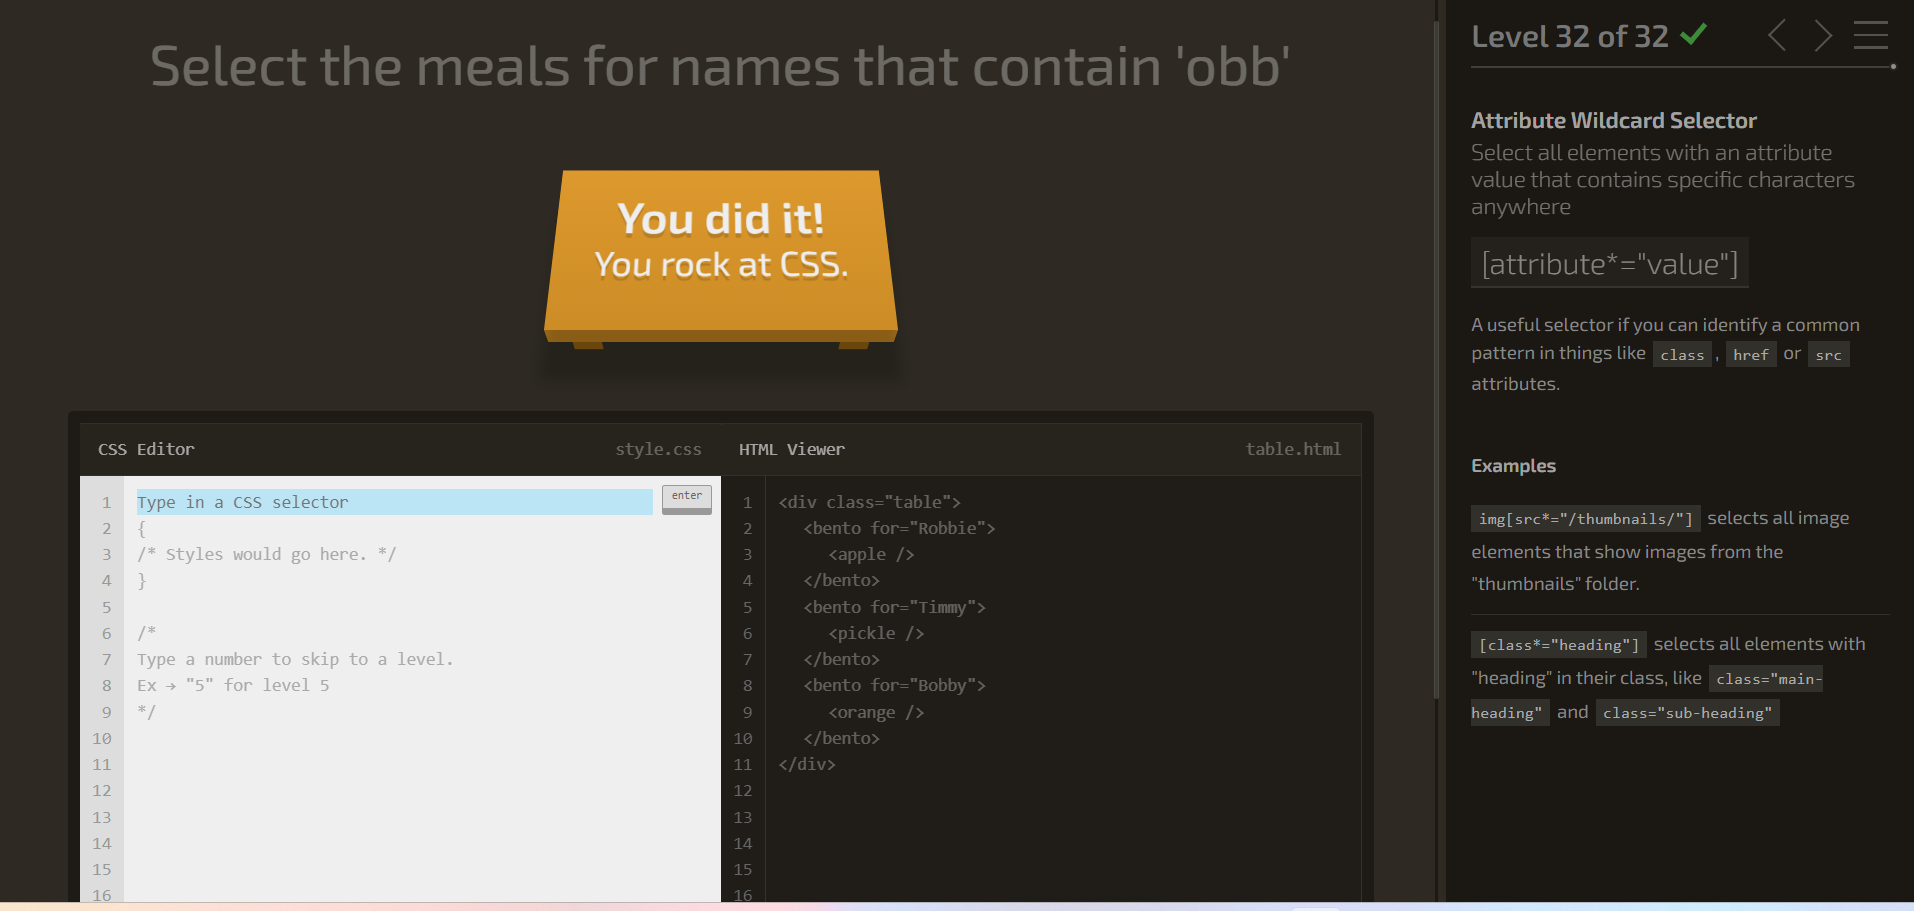 Select the meals for names that contain 'obb'
You did it!
You rock at CSS.
CSS Editor style.css
1 Type in a CSS selector enter
2 {
3 /* Styles would go here. */
4 }
5
6 /*
7 Type a number to skip to a level.
8 Ex → "5" for level 5
9 */
10
11
12
13
14
15
16
HTML Viewer table.html
1 <div class="table">
2 <bento for="Robbie">
3 <apple />
4 </bento>
5 <bento for="Timmy">
6 <pickle />
7 </bento>
8 <bento for="Bobby">
9 <orange />
10 </bento>
11 </div>
12
13
14
15
16
Level 32 of 32
Attribute Wildcard Selector
Select all elements with an attribute
value that contains specific characters
anywhere
[attribute*="value"]
A useful selector if you can identify a common
pattern in things like class , href or src
attributes.
Examples
img[src*="/thumbnails/"] selects all image
elements that show images from the
"thumbnails" folder.
[class*="heading"] selects all elements with
"heading" in their class, like class="main-
heading" and class="sub-heading"